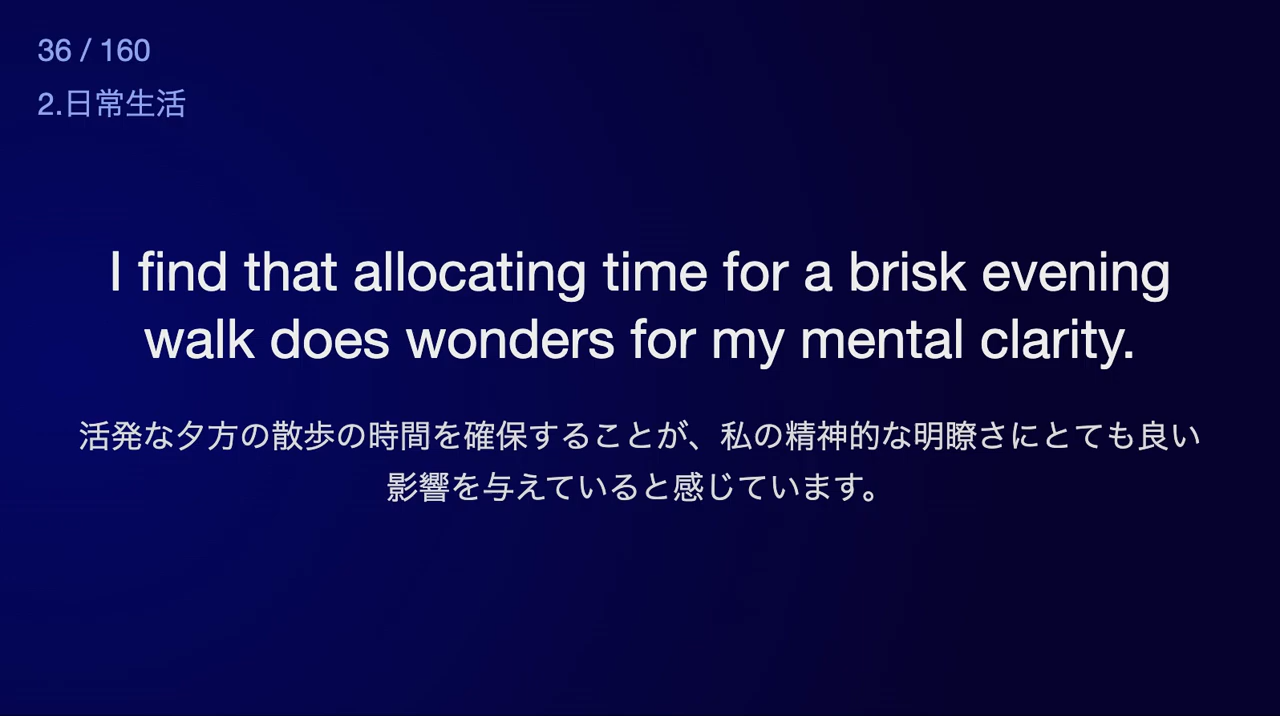 36 / 160
2.日常生活
I find that allocating time for a brisk evening
walk does wonders for my mental clarity.
活発な夕方の散歩の時間を確保することが、私の精神的な明瞭さにとても良い
影響を与えていると感じています。